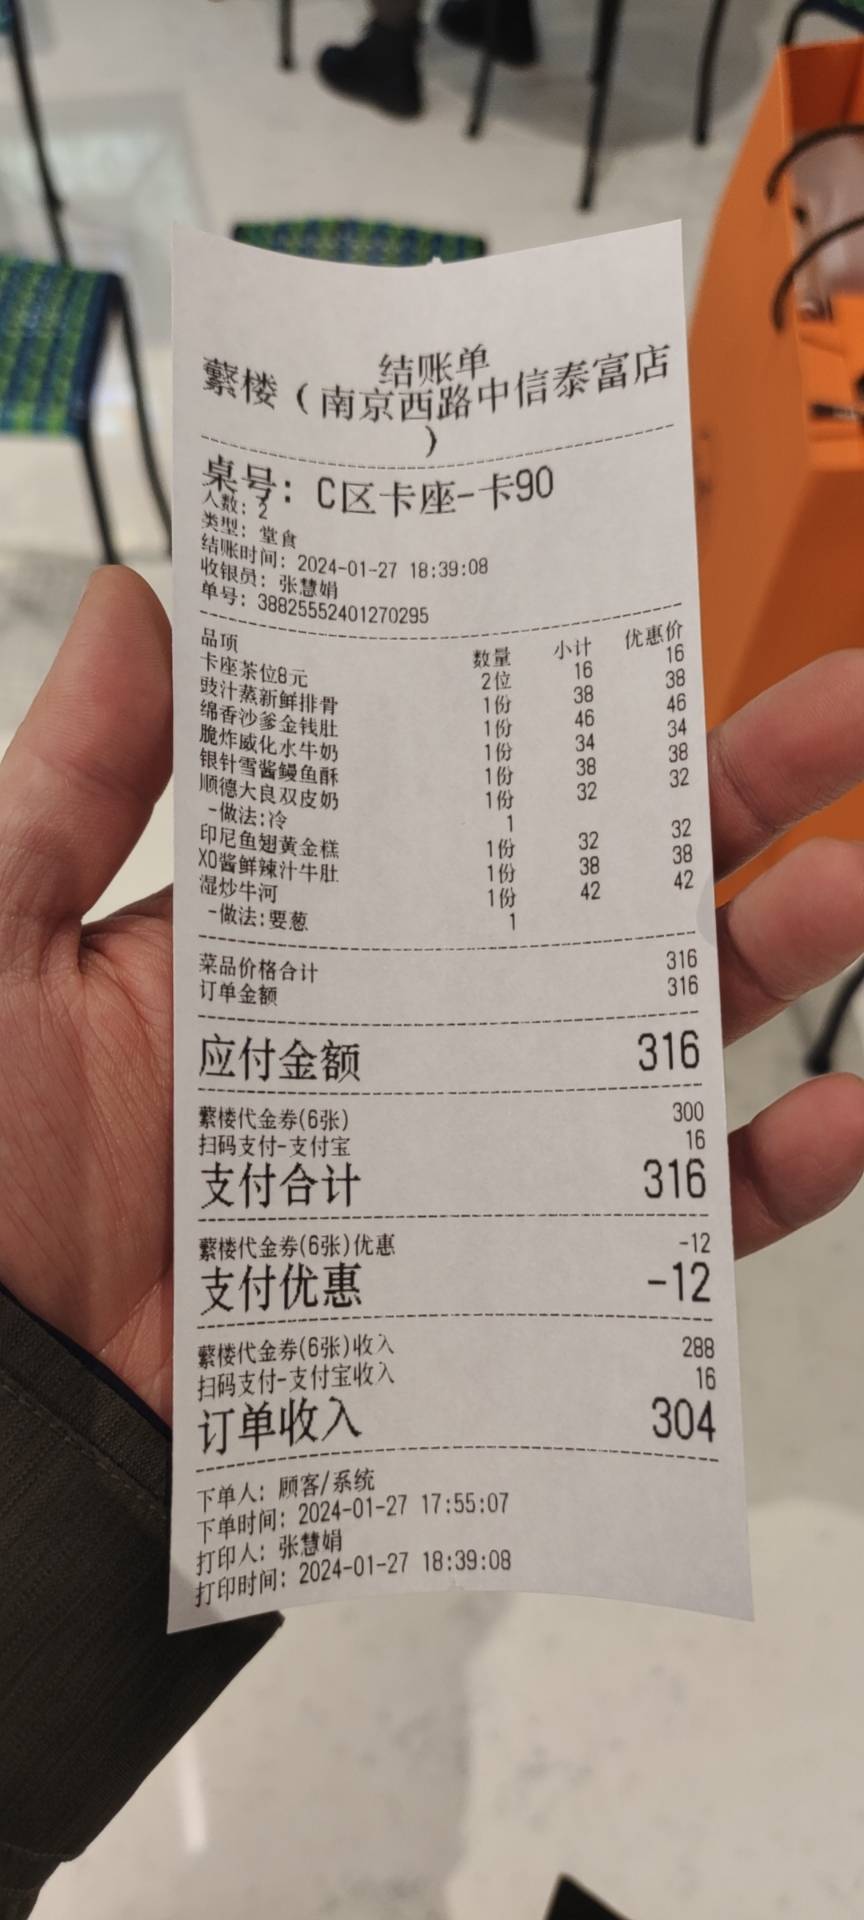 结账单
蘩楼（南京西路中信泰富店
）
桌号: C区卡座-卡90
人数: 2
类型: 堂食
结账时间: 2024-01-27 18:39:08
收银员: 张慧娟
单号: 38825552401270295
品项 数量 小计 优惠价
卡座茶位8元 2位 16 16
豉汁蒸新鲜排骨 1份 38 38
绵香沙爹金钱肚 1份 46 46
脆炸威化水牛奶 1份 34 34
银针雪酱鳗鱼酥 1份 38 38
顺德大良双皮奶 1份 32 32
-做法:冷 1
印尼鱼翅黄金糕 1份 32 32
XO酱鲜辣汁牛肚 1份 38 38
湿炒牛河 1份 42 42
-做法:要葱 1
菜品价格合计 316
订单金额 316
应付金额 316
蘩楼代金券(6张) 300
扫码支付-支付宝 16
支付合计 316
蘩楼代金券(6张)优惠 -12
支付优惠 -12
蘩楼代金券(6张)收入 288
扫码支付-支付宝收入 16
订单收入 304
下单人: 顾客/系统
下单时间: 2024-01-27 17:55:07
打印人: 张慧娟
打印时间: 2024-01-27 18:39:08